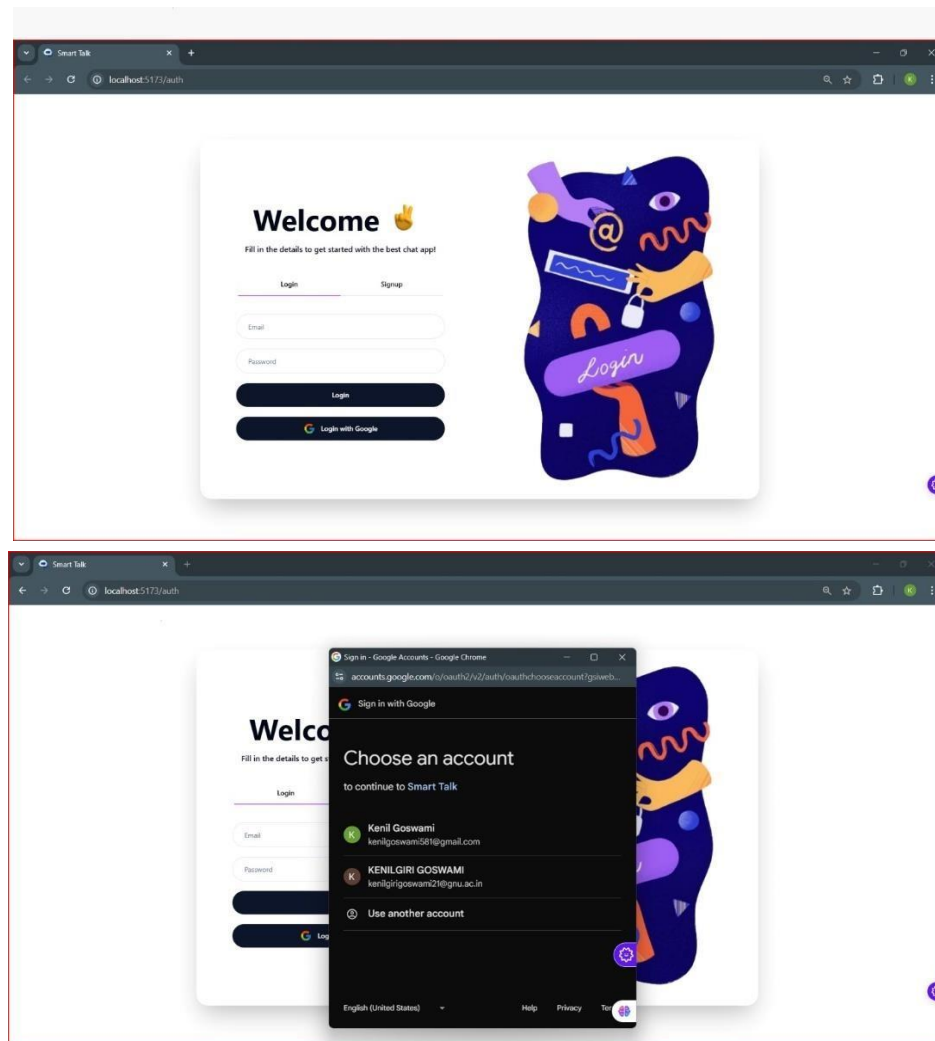 Smart Talk
localhost:5173/auth
K
Welcome
Fill in the details to get started with the best chat app!
Login Signup
Email
Password
Login
Login with Google
@
Login
Smart Talk
localhost:5173/auth
K
Sign in - Google Accounts - Google Chrome
accounts.google.com/o/oauth2/v2/auth/oauthchooseaccount?gsiweb...
Sign in with Google
Welco
Fill in the details to get s
Choose an account
to continue to Smart Talk
Login
K Kenil Goswami
kenilgoswami581@gmail.com
Email
K KENILGIRI GOSWAMI
kenilgirigoswami21@gnu.ac.in
Password
Use another account
Log
English (United States) Help Privacy Ter